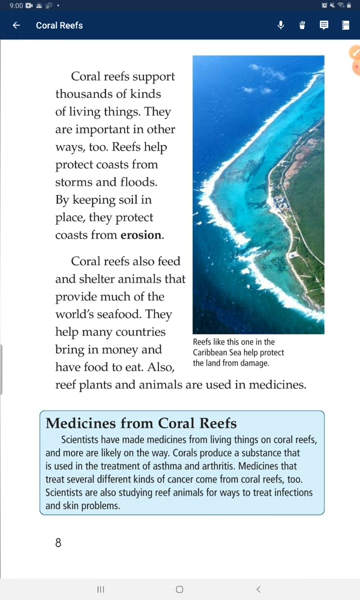 9:00
Coral Reefs
Coral reefs support
thousands of kinds
of living things. They
are important in other
ways, too. Reefs help
protect coasts from
storms and floods.
By keeping soil in
place, they protect
coasts from erosion.
Coral reefs also feed
and shelter animals that
provide much of the
world's seafood. They
help many countries
bring in money and
have food to eat. Also,
reef plants and animals are used in medicines.
Reefs like this one in the
Caribbean Sea help protect
the land from damage.
Medicines from Coral Reefs
Scientists have made medicines from living things on coral reefs,
and more are likely on the way. Corals produce a substance that
is used in the treatment of asthma and arthritis. Medicines that
treat several different kinds of cancer come from coral reefs, too.
Scientists are also studying reef animals for ways to treat infections
and skin problems.
8